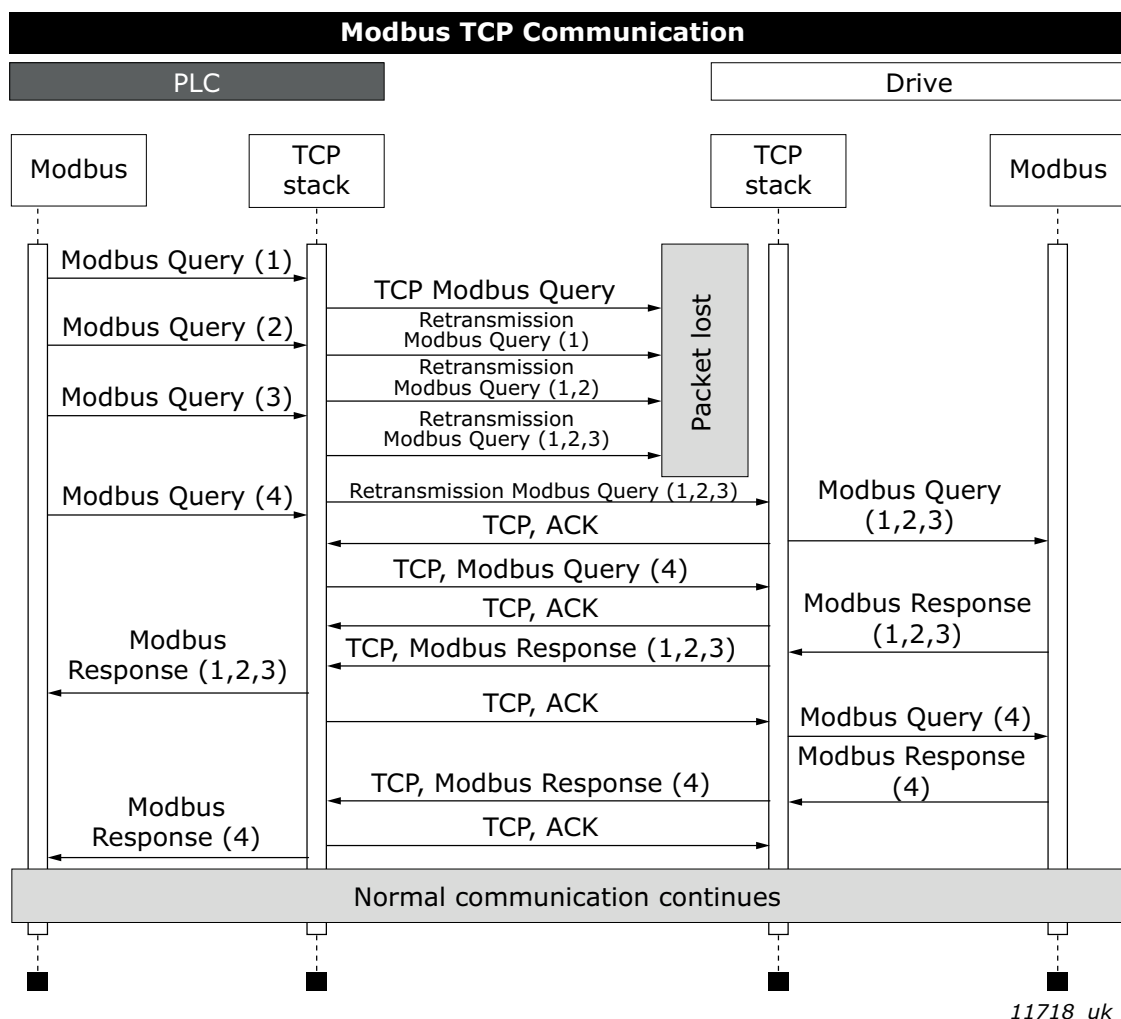 Modbus TCP Communication
PLC
Drive
Modbus
TCP
stack
TCP
stack
Modbus
Modbus Query (1)
TCP Modbus Query
Retransmission
Modbus Query (1)
Modbus Query (2)
Retransmission
Modbus Query (1,2)
Modbus Query (3)
Retransmission
Modbus Query (1,2,3)
Packet lost
Modbus Query (4)
Retransmission Modbus Query (1,2,3)
Modbus Query
(1,2,3)
TCP, ACK
TCP, Modbus Query (4)
TCP, ACK
Modbus Response
(1,2,3)
Modbus
Response (1,2,3)
TCP, Modbus Response (1,2,3)
TCP, ACK
Modbus Query (4)
Modbus Response
(4)
TCP, Modbus Response (4)
Modbus
Response (4)
TCP, ACK
Normal communication continues
11718_uk